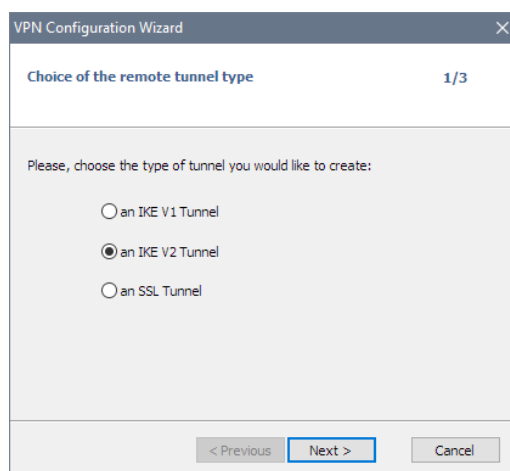 VPN Configuration Wizard
Choice of the remote tunnel type 1/3
Please, choose the type of tunnel you would like to create:
an IKE V1 Tunnel
an IKE V2 Tunnel
an SSL Tunnel
< Previous Next > Cancel